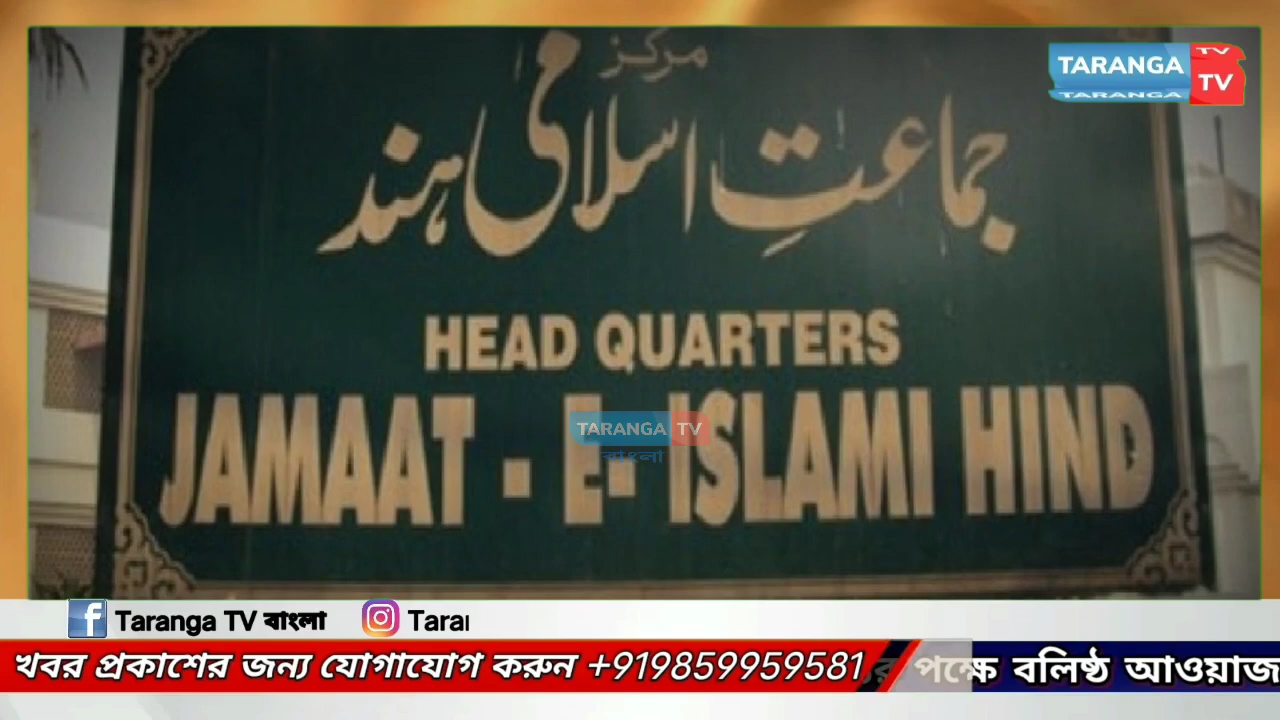 مرکز
TARANGA TV
TV
TARANGA
جماعتِ اسلامی ہند
HEAD QUARTERS
JAMAAT - E - ISLAMI HIND
TARANGA TV
বাংলা
Taranga TV বাংলা
Taran
খবর প্রকাশের জন্য যোগাযোগ করুন +919859959581
পক্ষে বলিষ্ঠ আওয়াজ